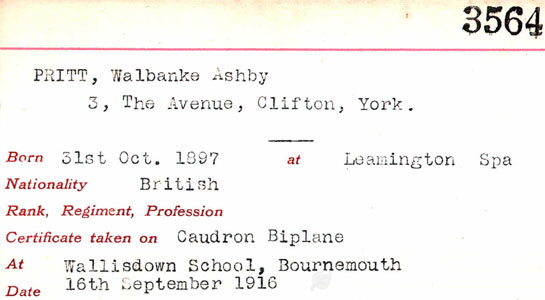 3564
PRITT, Walbanke Ashby
3, The Avenue, Clifton, York.
Born 31st Oct. 1897 at Leamington Spa
Nationality British
Rank, Regiment, Profession
Certificate taken on Caudron Biplane
At Wallisdown School, Bournemouth
Date 16th September 1916